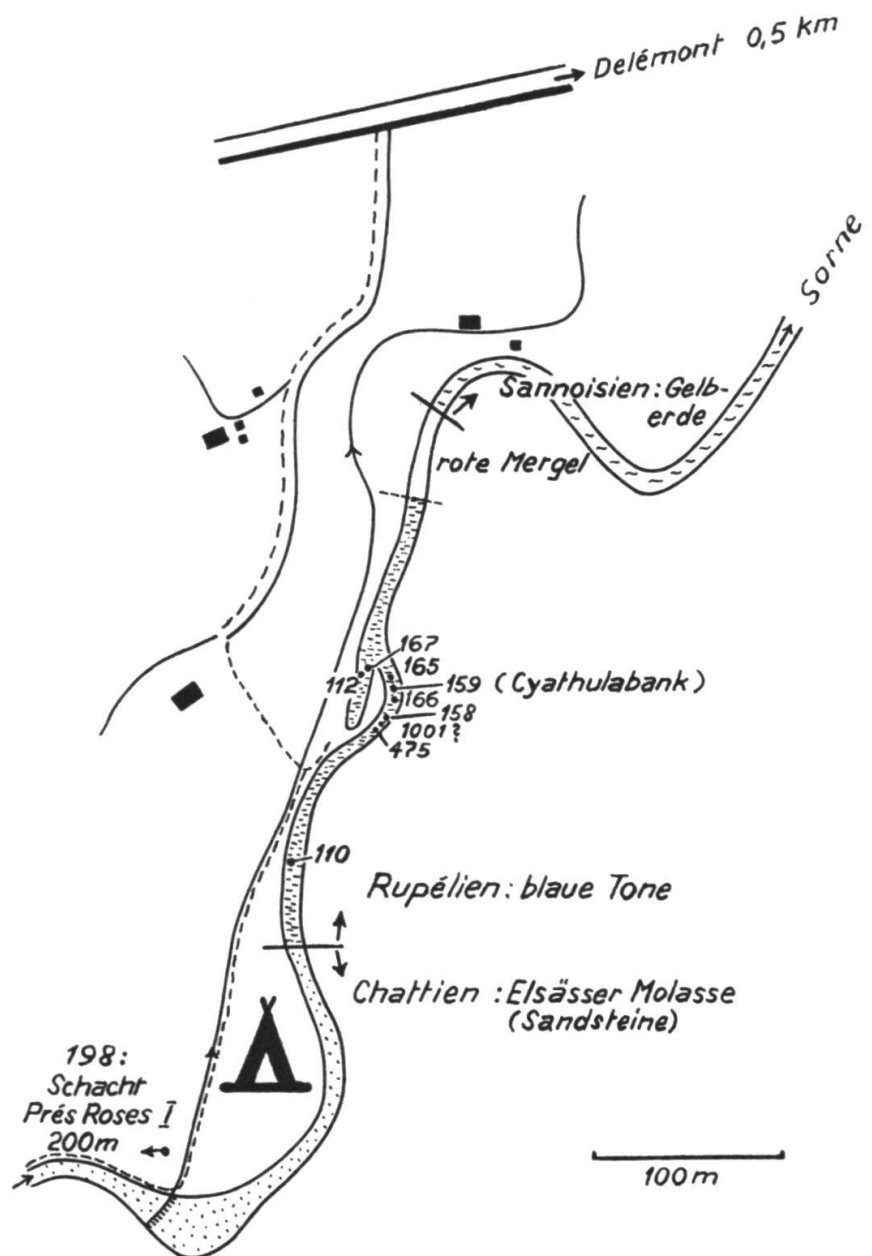 Delémont 0,5 km
Sorne
Sannoisien: Gelb-
erde
rote Mergel
167
165
112
159 (Cyathulabank)
166
158
1001?
475
110
Rupélien: blaue Tone
Chattien: Elsässer Molasse
(Sandsteine)
198:
Schacht
Prés Roses I
200m
100m